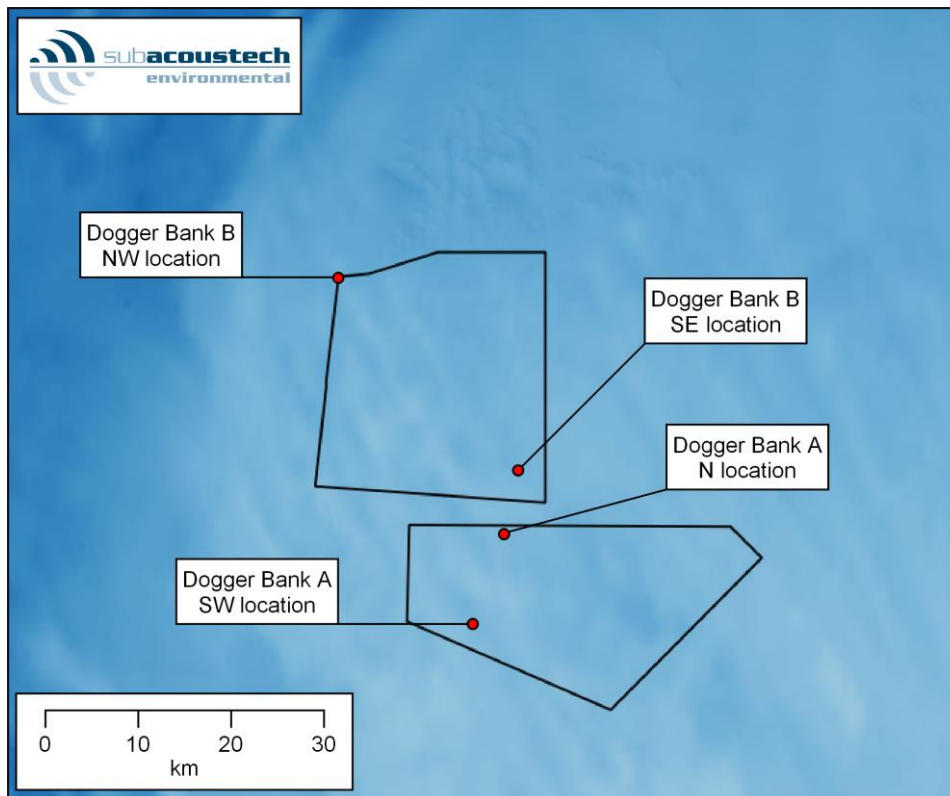 subacoustech
environmental
Dogger Bank B
NW location
Dogger Bank B
SE location
Dogger Bank A
N location
Dogger Bank A
SW location
0 10 20 30
km